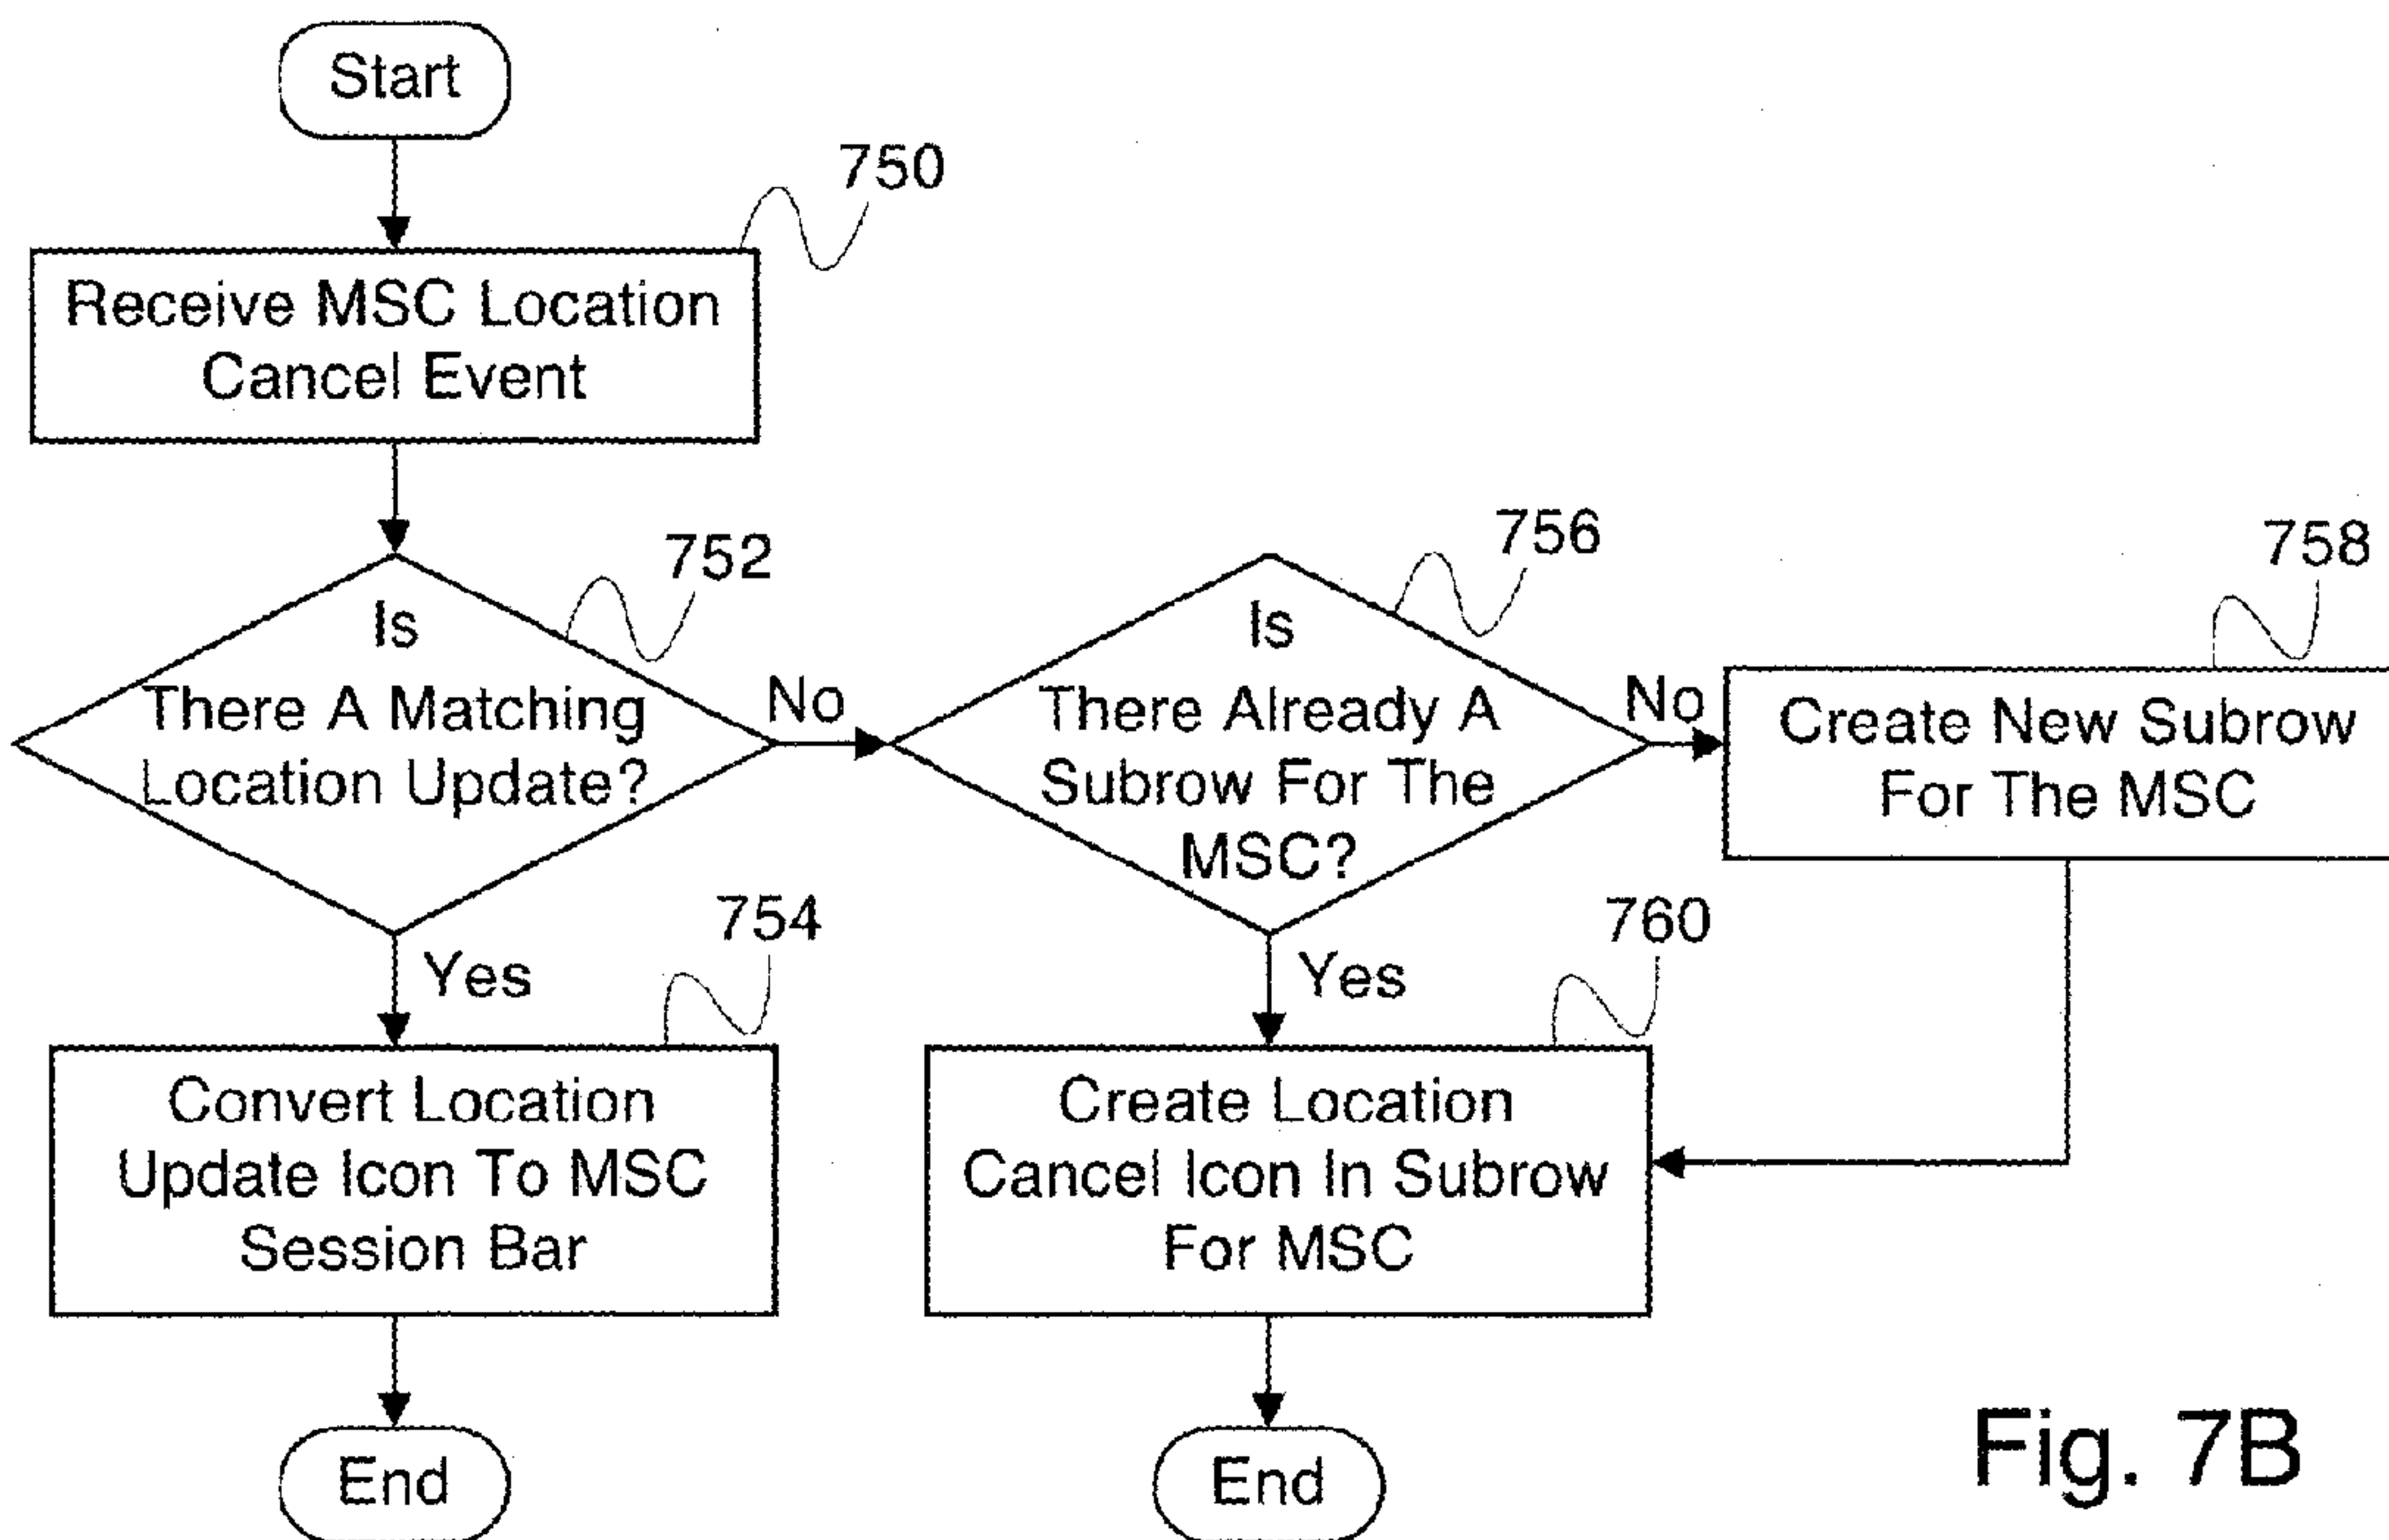 Start
750
Receive MSC Location
Cancel Event
752
Is
There A Matching
Location Update?
No
Yes
754
Convert Location
Update Icon To MSC
Session Bar
End
756
Is
There Already A
Subrow For The
MSC?
No
Yes
758
Create New Subrow
For The MSC
760
Create Location
Cancel Icon In Subrow
For MSC
End
Fig. 7B